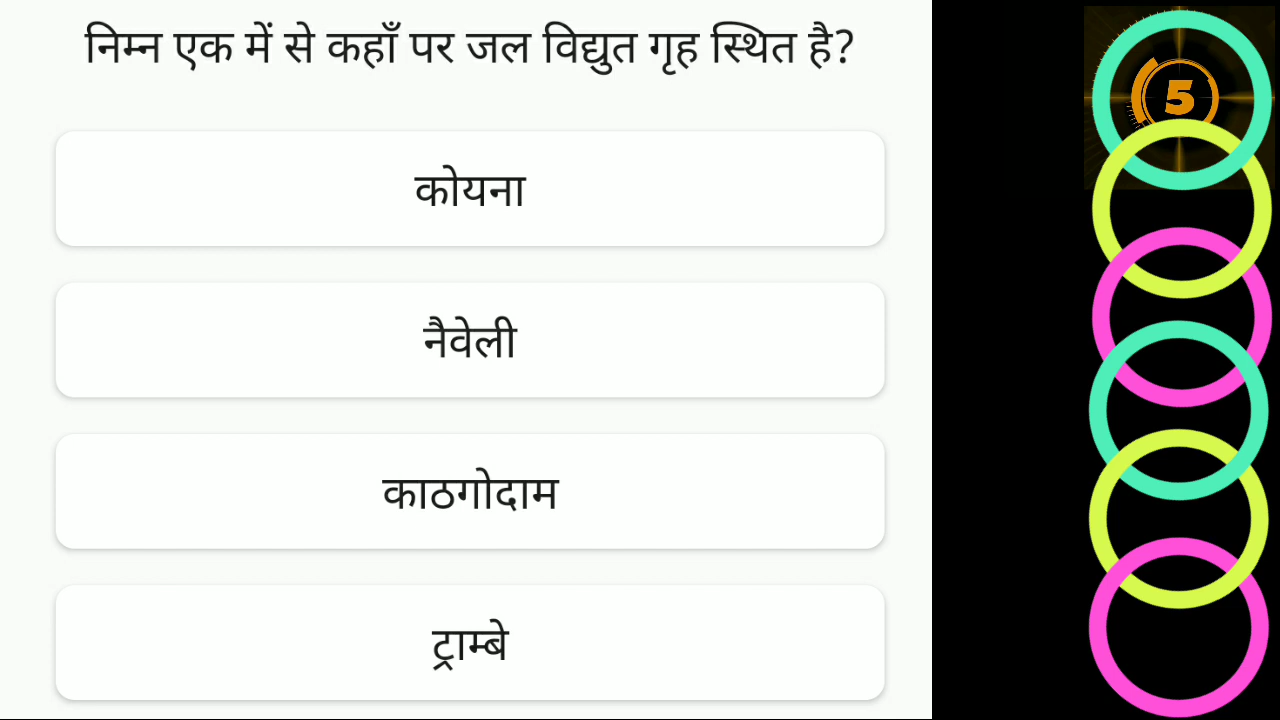 निम्न एक में से कहाँ पर जल विद्युत गृह स्थित है?
5
कोयना
नैवेली
काठगोदाम
ट्राम्बे